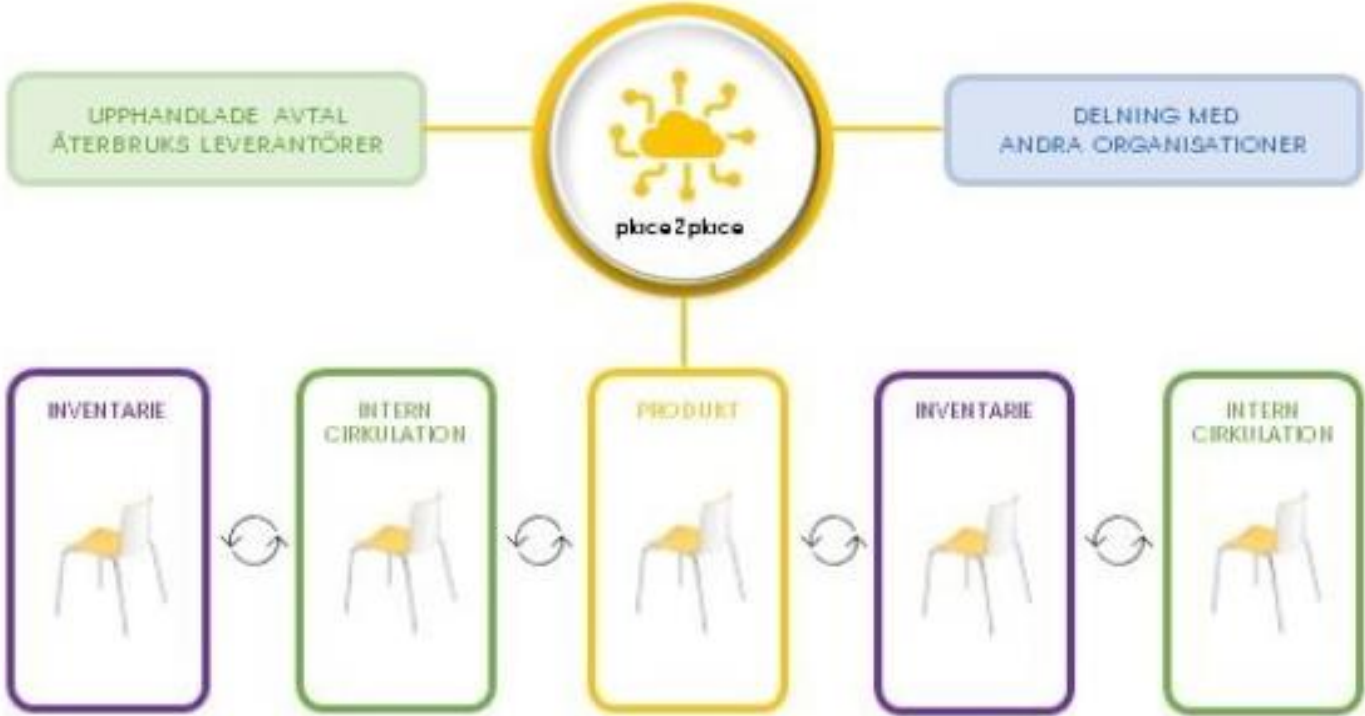 UPPHANDLADE AVTAL
ÅTERBRUKS LEVERANTÖRER
DELNING MED
ANDRA ORGANISATIONER
place2place
INVENTARIE
INTERN
CIRKULATION
PRODUKT
INVENTARIE
INTERN
CIRKULATION